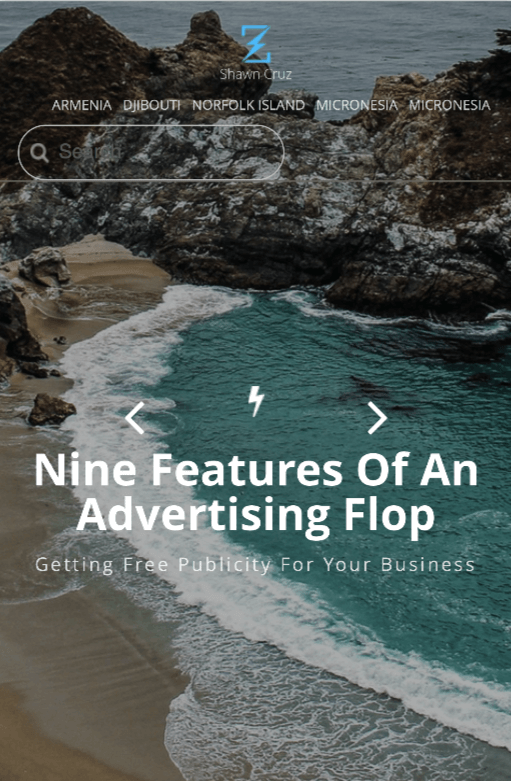 Shawn Cruz
ARMENIA DJIBOUTI NORFOLK ISLAND MICRONESIA MICRONESIA
Search
Nine Features Of An
Advertising Flop
Getting Free Publicity For Your Business